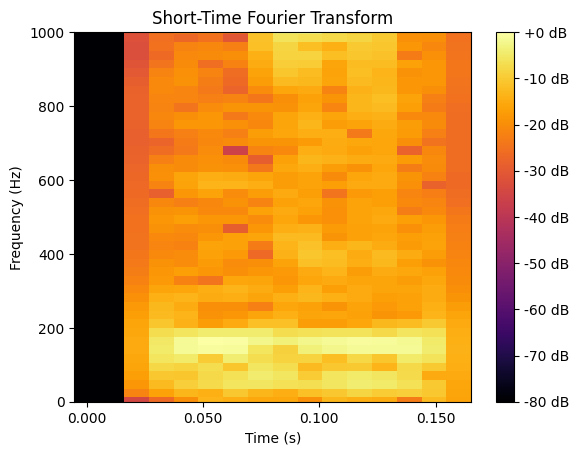 Short-Time Fourier Transform
Frequency (Hz)
1000
800
600
400
200
0
0.000
0.050
0.100
0.150
Time (s)
+0 dB
-10 dB
-20 dB
-30 dB
-40 dB
-50 dB
-60 dB
-70 dB
-80 dB